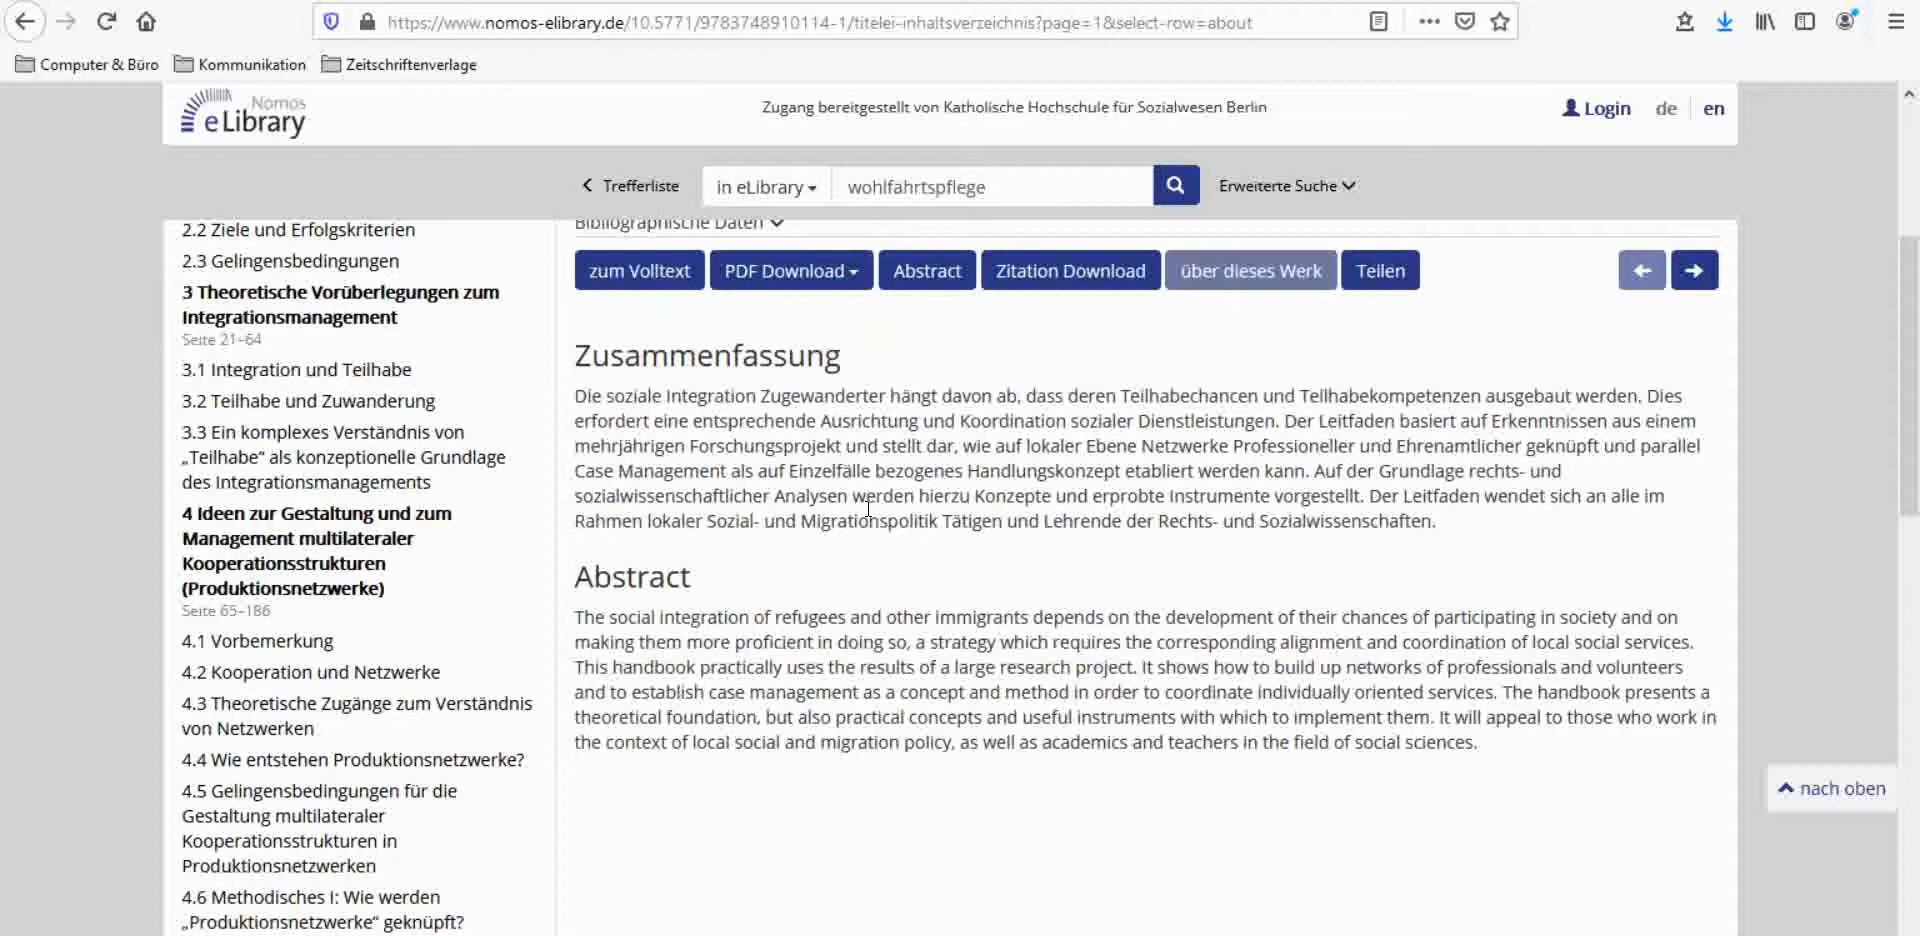 https://www.nomos-elibrary.de/10.5771/9783748910114-1/titelei-inhaltsverzeichnis?page=1&select-row=about
Computer & Büro
Kommunikation
Zeitschriftenverlage
Nomos
eLibrary
Zugang bereitgestellt von Katholische Hochschule für Sozialwesen Berlin
Login
de
en
Trefferliste
in eLibrary
wohlfahrtspflege
Erweiterte Suche
2.2 Ziele und Erfolgskriterien
2.3 Gelingensbedingungen
3 Theoretische Vorüberlegungen zum
Integrationsmanagement
Seite 21–64
3.1 Integration und Teilhabe
3.2 Teilhabe und Zuwanderung
3.3 Ein komplexes Verständnis von
„Teilhabe“ als konzeptionelle Grundlage
des Integrationsmanagements
4 Ideen zur Gestaltung und zum
Management multilateraler
Kooperationsstrukturen
(Produktionsnetzwerke)
Seite 65–186
4.1 Vorbemerkung
4.2 Kooperation und Netzwerke
4.3 Theoretische Zugänge zum Verständnis
von Netzwerken
4.4 Wie entstehen Produktionsnetzwerke?
4.5 Gelingensbedingungen für die
Gestaltung multilateraler
Kooperationsstrukturen in
Produktionsnetzwerken
4.6 Methodisches I: Wie werden
„Produktionsnetzwerke“ geknüpft?
Bibliographische Daten
zum Volltext
PDF Download
Abstract
Zitation Download
über dieses Werk
Teilen
Zusammenfassung
Die soziale Integration Zugewanderter hängt davon ab, dass deren Teilhabechancen und Teilhabekompetenzen ausgebaut werden. Dies
erfordert eine entsprechende Ausrichtung und Koordination sozialer Dienstleistungen. Der Leitfaden basiert auf Erkenntnissen aus einem
mehrjährigen Forschungsprojekt und stellt dar, wie auf lokaler Ebene Netzwerke Professioneller und Ehrenamtlicher geknüpft und parallel
Case Management als auf Einzelfälle bezogenes Handlungskonzept etabliert werden kann. Auf der Grundlage rechts- und
sozialwissenschaftlicher Analysen werden hierzu Konzepte und erprobte Instrumente vorgestellt. Der Leitfaden wendet sich an alle im
Rahmen lokaler Sozial- und Migrationspolitik Tätigen und Lehrende der Rechts- und Sozialwissenschaften.
Abstract
The social integration of refugees and other immigrants depends on the development of their chances of participating in society and on
making them more proficient in doing so, a strategy which requires the corresponding alignment and coordination of local social services.
This handbook practically uses the results of a large research project. It shows how to build up networks of professionals and volunteers
and to establish case management as a concept and method in order to coordinate individually oriented services. The handbook presents a
theoretical foundation, but also practical concepts and useful instruments with which to implement them. It will appeal to those who work in
the context of local social and migration policy, as well as academics and teachers in the field of social sciences.
nach oben